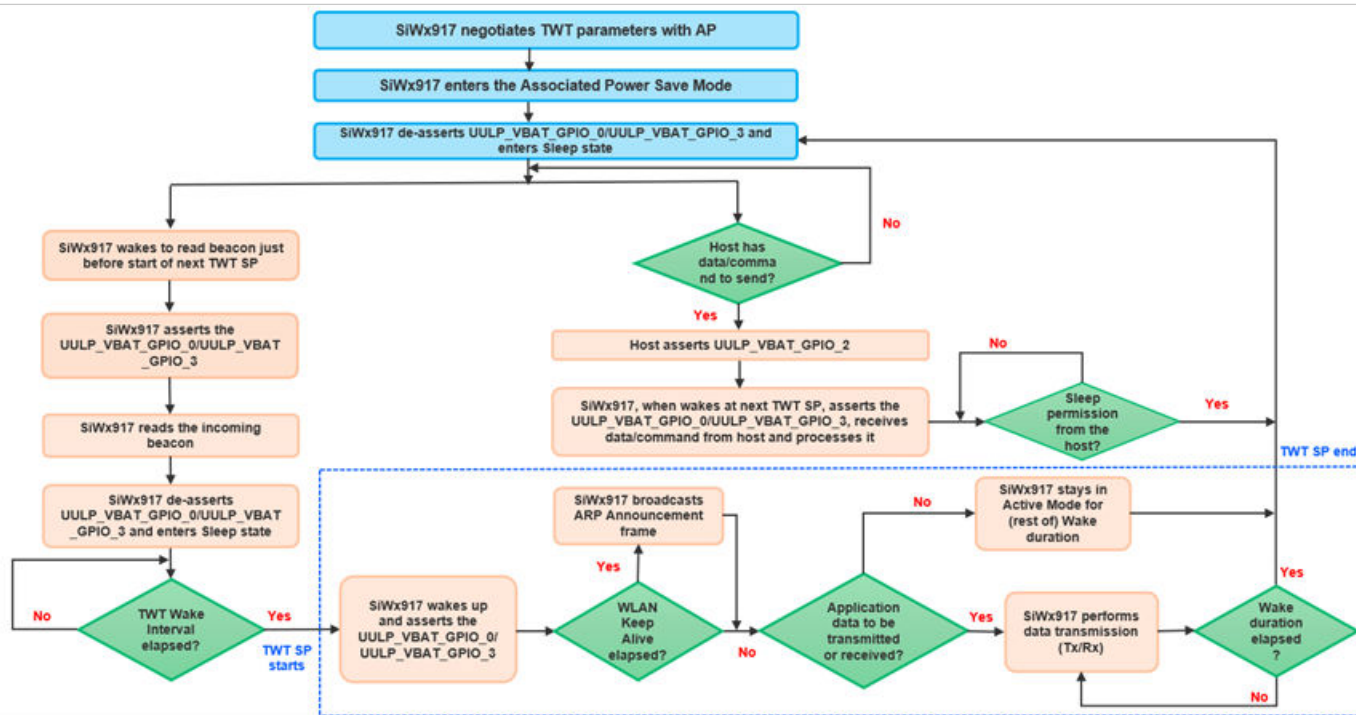 SiWx917 negotiates TWT parameters with AP
SiWx917 enters the Associated Power Save Mode
SiWx917 de-asserts UULP_VBAT_GPIO_0/UULP_VBAT_GPIO_3 and
enters Sleep state
SiWx917 wakes to read beacon just
before start of next TWT SP
SiWx917 asserts the
UULP_VBAT_GPIO_0/UULP_VBAT
_GPIO_3
SiWx917 reads the incoming
beacon
SiWx917 de-asserts
UULP_VBAT_GPIO_0/UULP_VBAT
_GPIO_3 and enters Sleep state
TWT Wake
Interval
elapsed?
No
Yes
TWT SP
starts
Host has
data/comma
nd to send?
No
Yes
Host asserts UULP_VBAT_GPIO_2
SiWx917, when wakes at next TWT SP, asserts the
UULP_VBAT_GPIO_0/UULP_VBAT_GPIO_3, receives
data/command from host and processes it
No
Sleep
permission
from the
host?
Yes
TWT SP end
SiWx917 wakes up
and asserts the
UULP_VBAT_GPIO_0/
UULP_VBAT_GPIO_3
SiWx917 broadcasts
ARP Announcement
frame
Yes
WLAN
Keep
Alive
elapsed?
No
Application
data to be
transmitted
or received?
No
SiWx917 stays in
Active Mode for
(rest of) Wake
duration
Yes
SiWx917 performs
data transmission
(Tx/Rx)
Yes
Wake
duration
elapsed
?
No